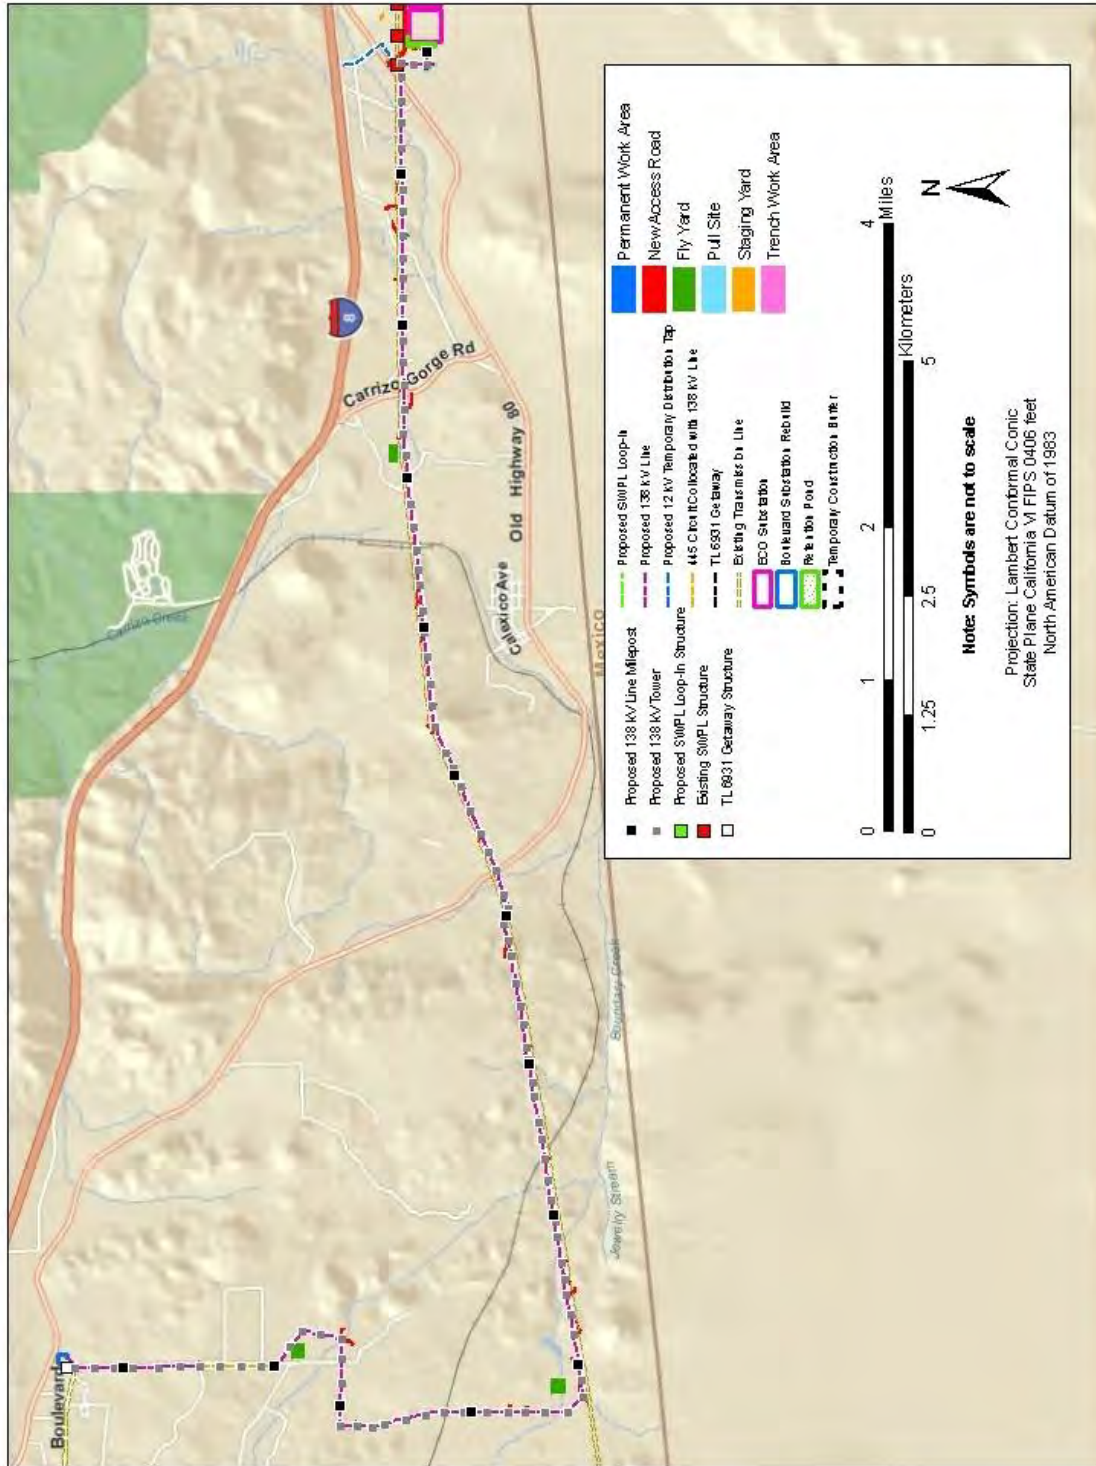 Boulevard
8
Carrizo Gorge Rd
Carrizo Creek
Calexico Ave
Old Highway 80
Mexico
Boundary Creek
Jewelry Stream
Proposed 138 kV Line Milepost
Proposed 138 kV Tower
Proposed SWPL Loop-In Structure
Existing SWPL Structure
TL6931 Getaway Structure
Proposed SWPL Loop-In
Proposed 138 kV Line
Proposed 12 kV Temporary Distribution Tap
Collocated with 138 kV Line
TL6931 Getaway
Existing Transmission Line
ECO Substation
Boulevard Substation Rebuild
Retention Pond
Temporary Construction Buffer
Permanent Work Area
New Access Road
Fly Yard
Pull Site
Staging Yard
Trench Work Area
0 1 2 4
Miles
Kilometers
0 1.25 2.5 5
N
Note: Symbols are not to scale
Projection: Lambert Conformal Conic
State Plane California VI FIPS 0406 feet
North American Datum of 1983